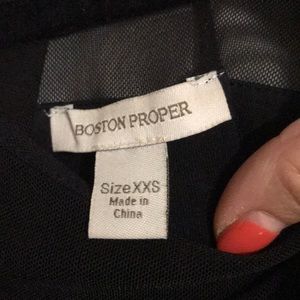 BOSTON PROPER
Size XXS
Made in
China